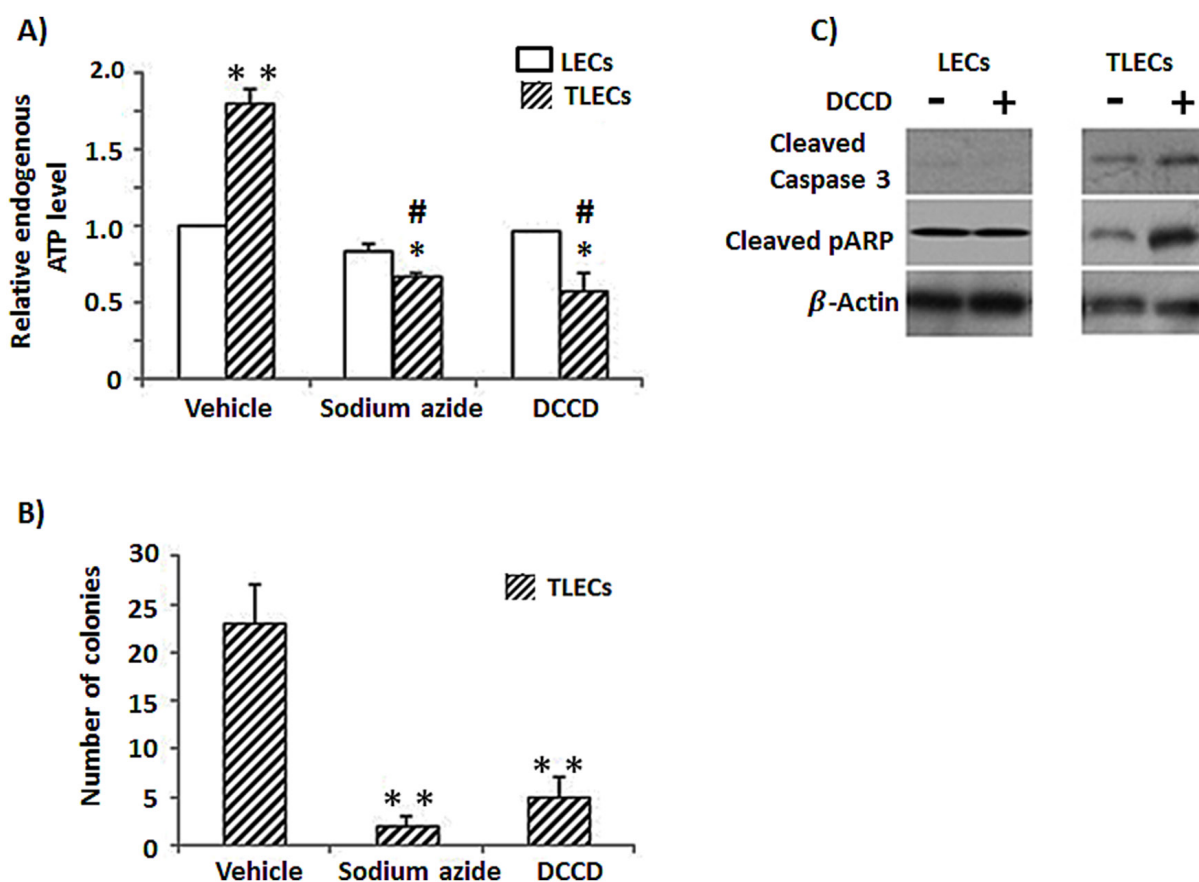 A)
LECs
TLECs
Relative endogenous
ATP level
2.0
1.5
1.0
0.5
0
* *
#
*
#
*
Vehicle Sodium azide DCCD
B)
TLECs
Number of colonies
30
25
20
15
10
5
0
* *
* *
Vehicle Sodium azide DCCD
C)
LECs TLECs
DCCD - + - +
Cleaved
Caspase 3
Cleaved pARP
β-Actin